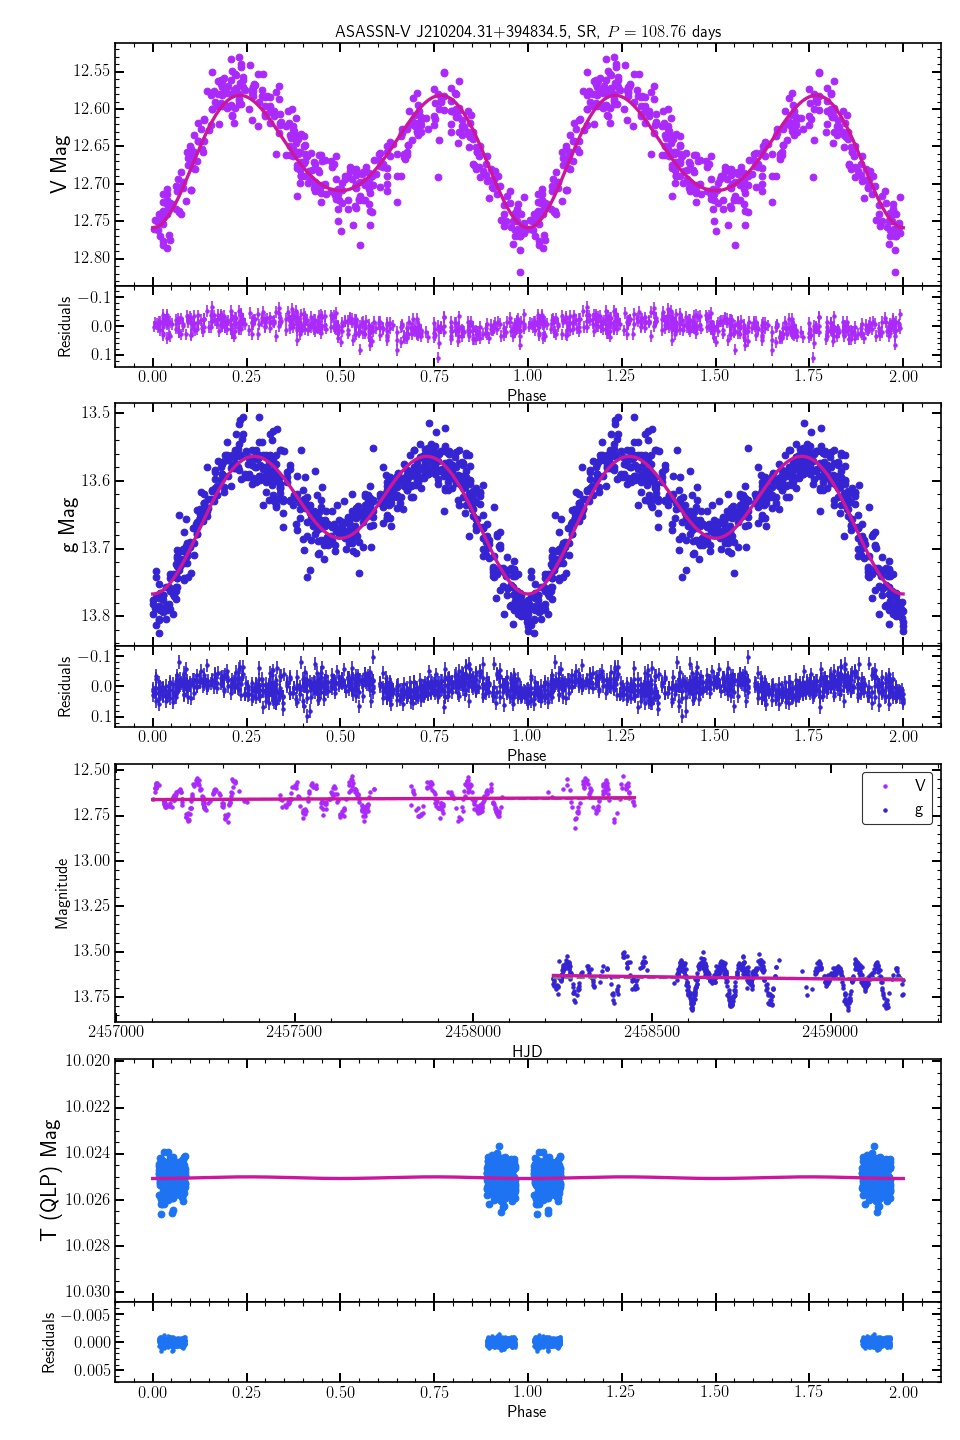 ASASSN-V J210204.31+394834.5, SR, P = 108.76 days
12.55
12.60
12.65
12.70
12.75
12.80
V Mag
−0.1
0.0
0.1
Residuals
0.00 0.25 0.50 0.75 1.00 1.25 1.50 1.75 2.00
Phase
13.5
13.6
13.7
13.8
g Mag
−0.1
0.0
0.1
Residuals
0.00 0.25 0.50 0.75 1.00 1.25 1.50 1.75 2.00
Phase
12.50
12.75
13.00
13.25
13.50
13.75
Magnitude
V
g
2457000 2457500 2458000 2458500 2459000
HJD
10.020
10.022
10.024
10.026
10.028
10.030
T (QLP) Mag
−0.005
0.000
0.005
Residuals
0.00 0.25 0.50 0.75 1.00 1.25 1.50 1.75 2.00
Phase